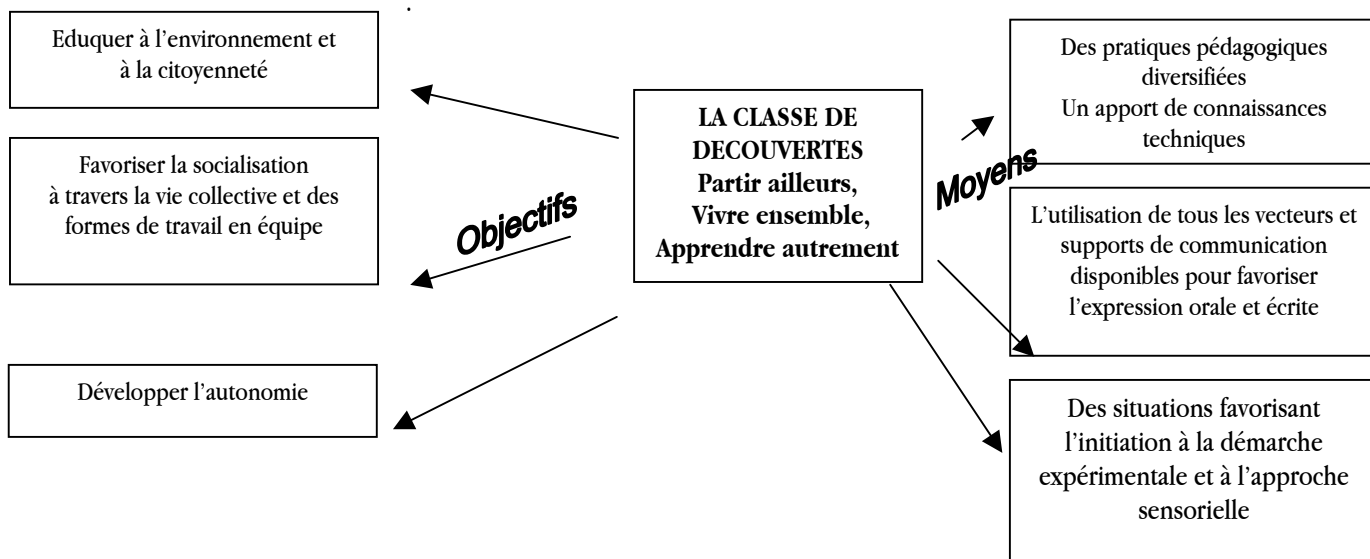 Eduquer à l’environnement et
à la citoyenneté
Favoriser la socialisation
à travers la vie collective et des
formes de travail en équipe
Développer l’autonomie
Objectifs
LA CLASSE DE
DECOUVERTES
Partir ailleurs,
Vivre ensemble,
Apprendre autrement
Moyens
Des pratiques pédagogiques
diversifiées
Un apport de connaissances
techniques
L’utilisation de tous les vecteurs et
supports de communication
disponibles pour favoriser
l’expression orale et écrite
Des situations favorisant
l’initiation à la démarche
expérimentale et à l’approche
sensorielle